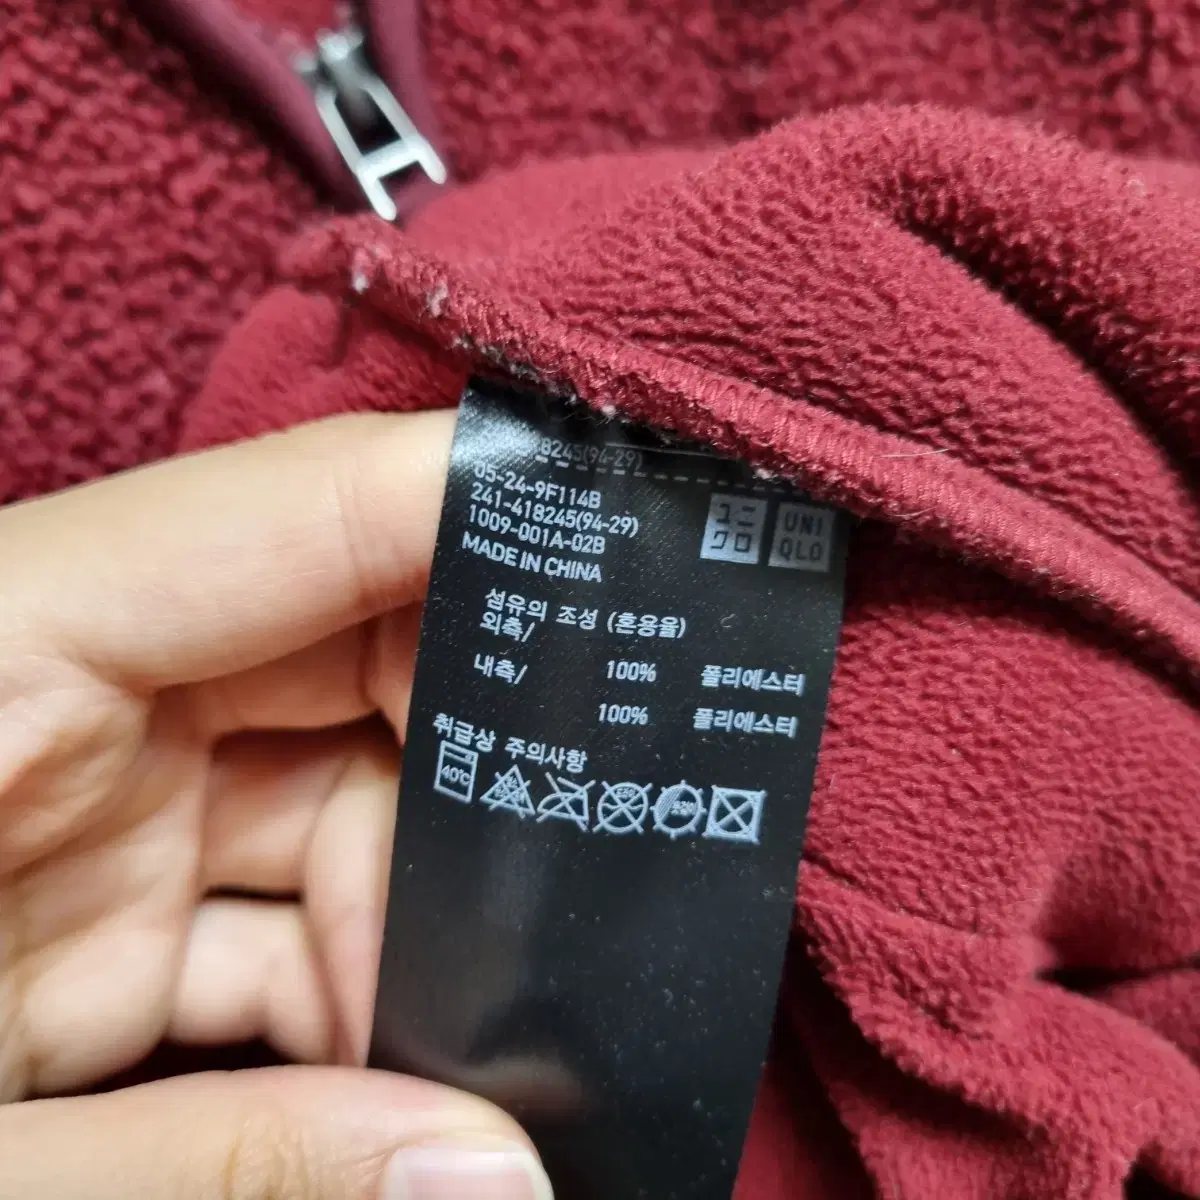 8245(94-29)
05-24-9F114B
241-418245(94-29)
1009-001A-02B
MADE IN CHINA
ユニ
クロ
UNI
QLO
섬유의 조성 (혼용율)
외측/
100% 폴리에스터
내측/
100% 폴리에스터
취급상 주의사항
40℃